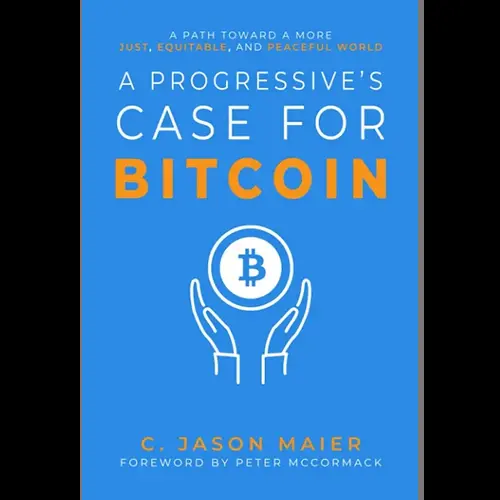 A PATH TOWARD A MORE
JUST, EQUITABLE, AND PEACEFUL WORLD
A PROGRESSIVE'S
CASE FOR
BITCOIN
₿
C. JASON MAIER
FOREWORD BY PETER MCCORMACK